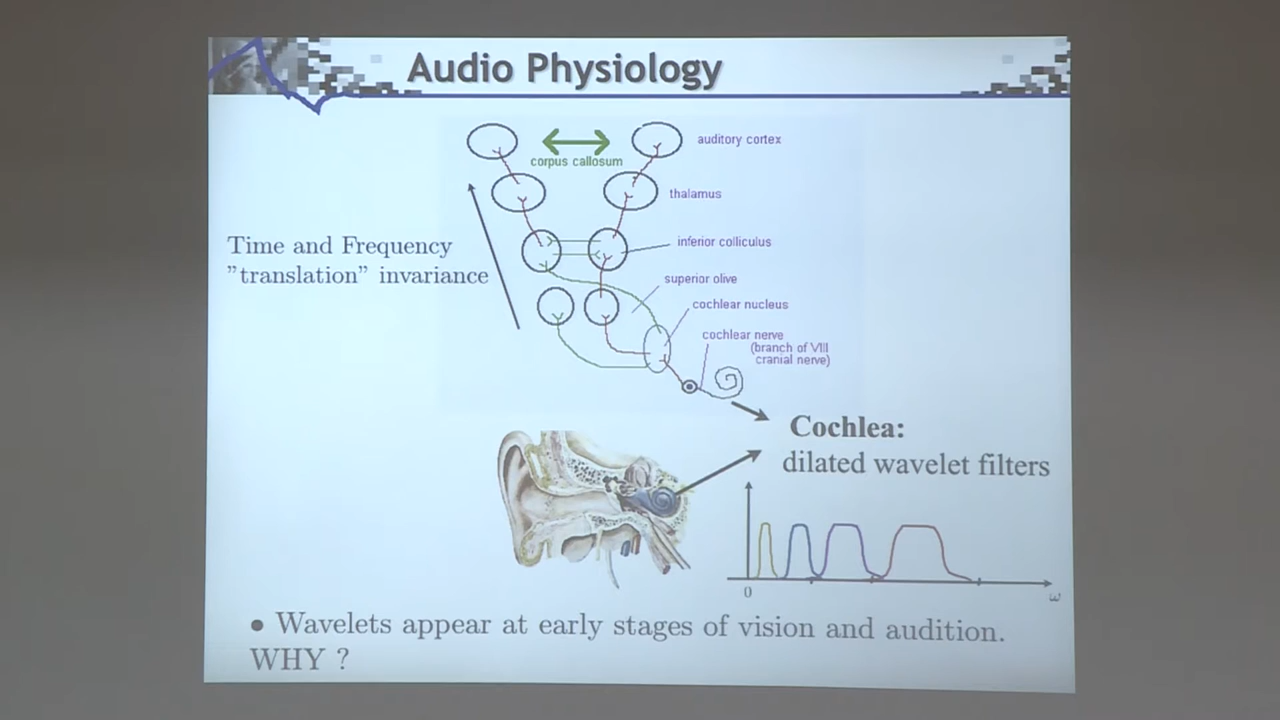 Audio Physiology
auditory cortex
corpus callosum
thalamus
Time and Frequency
"translation" invariance
inferior colliculus
superior olive
cochlear nucleus
cochlear nerve
(branch of VIII
cranial nerve)
Cochlea:
dilated wavelet filters
0
ω
• Wavelets appear at early stages of vision and audition.
WHY ?